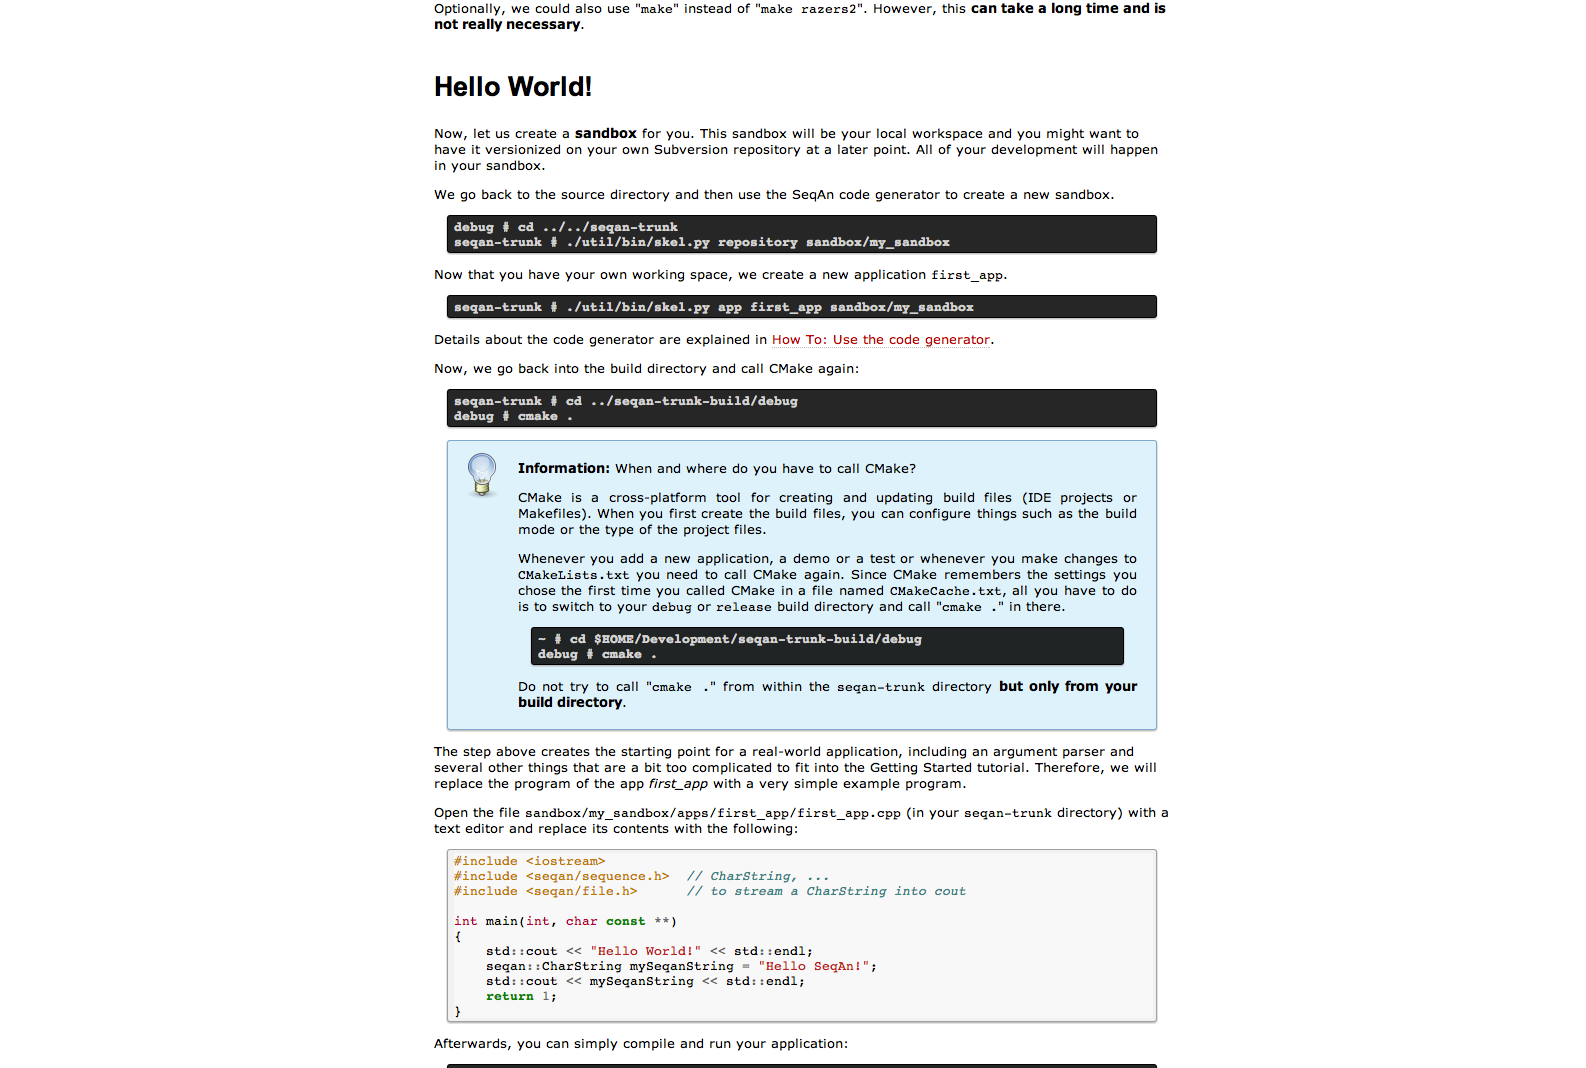 Optionally, we could also use "make" instead of "make razers2". However, this can take a long time and is
not really necessary.
Hello World!
Now, let us create a sandbox for you. This sandbox will be your local workspace and you might want to
have it versionized on your own Subversion repository at a later point. All of your development will happen
in your sandbox.
We go back to the source directory and then use the SeqAn code generator to create a new sandbox.
debug # cd ../../seqan-trunk
seqan-trunk # ./util/bin/skel.py repository sandbox/my_sandbox
Now that you have your own working space, we create a new application first_app.
seqan-trunk # ./util/bin/skel.py app first_app sandbox/my_sandbox
Details about the code generator are explained in How To: Use the code generator.
Now, we go back into the build directory and call CMake again:
seqan-trunk # cd ../seqan-trunk-build/debug
debug # cmake .
Information: When and where do you have to call CMake?
CMake is a cross-platform tool for creating and updating build files (IDE projects or
Makefiles). When you first create the build files, you can configure things such as the build
mode or the type of the project files.
Whenever you add a new application, a demo or a test or whenever you make changes to
CMakeLists.txt you need to call CMake again. Since CMake remembers the settings you
chose the first time you called CMake in a file named CMakeCache.txt, all you have to do
is to switch to your debug or release build directory and call "cmake ." in there.
~ # cd $HOME/Development/seqan-trunk-build/debug
debug # cmake .
Do not try to call "cmake ." from within the seqan-trunk directory but only from your
build directory.
The step above creates the starting point for a real-world application, including an argument parser and
several other things that are a bit too complicated to fit into the Getting Started tutorial. Therefore, we will
replace the program of the app first_app with a very simple example program.
Open the file sandbox/my_sandbox/apps/first_app/first_app.cpp (in your seqan-trunk directory) with a
text editor and replace its contents with the following:
#include <iostream>
#include <seqan/sequence.h>  // CharString, ...
#include <seqan/file.h>      // to stream a CharString into cout
int main(int, char const **)
{
    std::cout << "Hello World!" << std::endl;
    seqan::CharString mySeqanString = "Hello SeqAn!";
    std::cout << mySeqanString << std::endl;
    return 1;
}
Afterwards, you can simply compile and run your application: